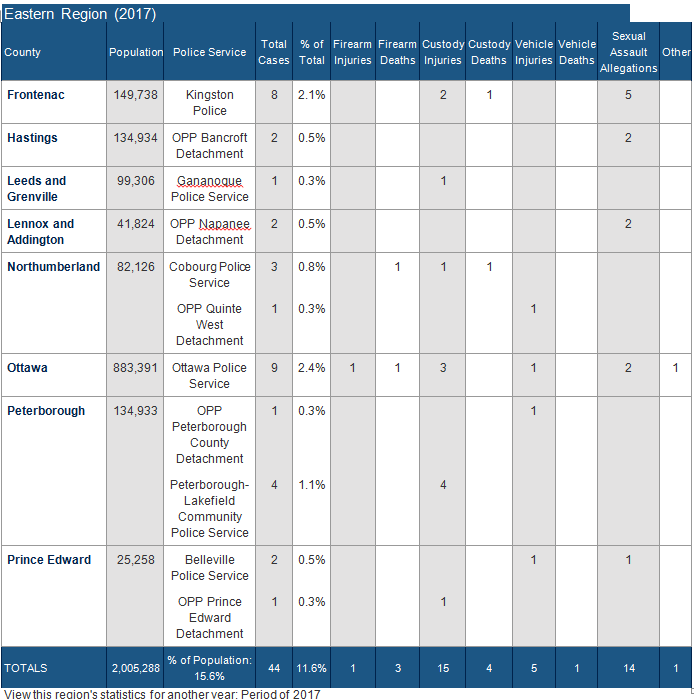 Eastern Region (2017)
County Population Police Service Total Cases % of Total Firearm Injuries Firearm Deaths Custody Injuries Custody Deaths Vehicle Injuries Vehicle Deaths Sexual Assault Allegations Other
Frontenac 149,738 Kingston 8 2.1% 2 1 5
Police
Hastings 134,934 OPP Bancroft 2 0.5% 2
Detachment
Leeds and 99,306 Gananoque 1 0.3% 1
Grenville Police Service
Lennox and 41,824 OPP Napanee 2 0.5% 2
Addington Detachment
Northumberland 82,126 Cobourg Police 3 0.8% 1 1 1
Service
OPP Quinte 1 0.3% 1
West
Detachment
Ottawa 883,391 Ottawa Police 9 2.4% 1 1 3 1 2 1
Service
Peterborough 134,933 OPP 1 0.3% 1
Peterborough
County
Detachment
Peterborough- 4 1.1% 4
Lakefield
Community
Police Service
Prince Edward 25,258 Belleville 2 0.5% 1 1
Police Service
OPP Prince 1 0.3% 1
Edward
Detachment
TOTALS 2,005,288 % of Population: 15.6% 44 11.6% 1 3 15 4 5 1 14 1
View this region's statistics for another year: Period of 2017